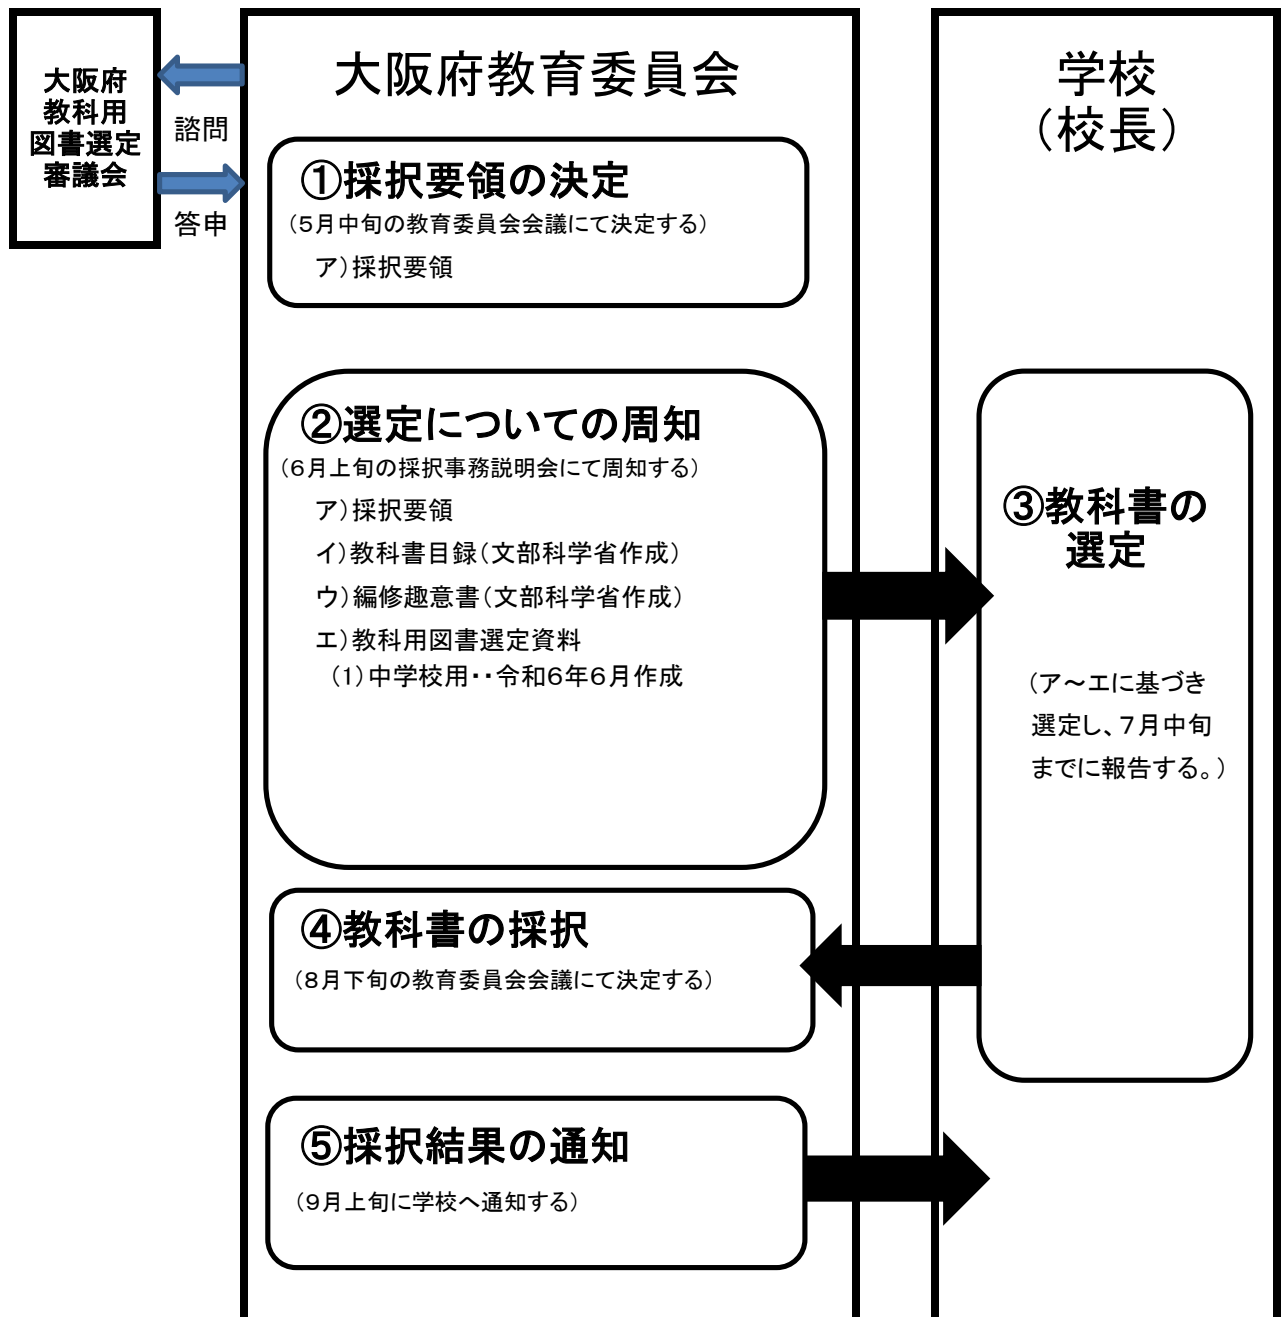 大阪府
教科用
図書選定
審議会
諮問
答申
大阪府教育委員会
①採択要領の決定
（５月中旬の教育委員会会議にて決定する）
ア）採択要領
②選定についての周知
（６月上旬の採択事務説明会にて周知する）
ア）採択要領
イ）教科書目録（文部科学省作成）
ウ）編修趣意書（文部科学省作成）
エ）教科用図書選定資料
（１）中学校用・・令和６年６月作成
④教科書の採択
（８月下旬の教育委員会会議にて決定する）
⑤採択結果の通知
（９月上旬に学校へ通知する）
学校
（校長）
③教科書の
選定
（ア～エに基づき
選定し、７月中旬
までに報告する。）